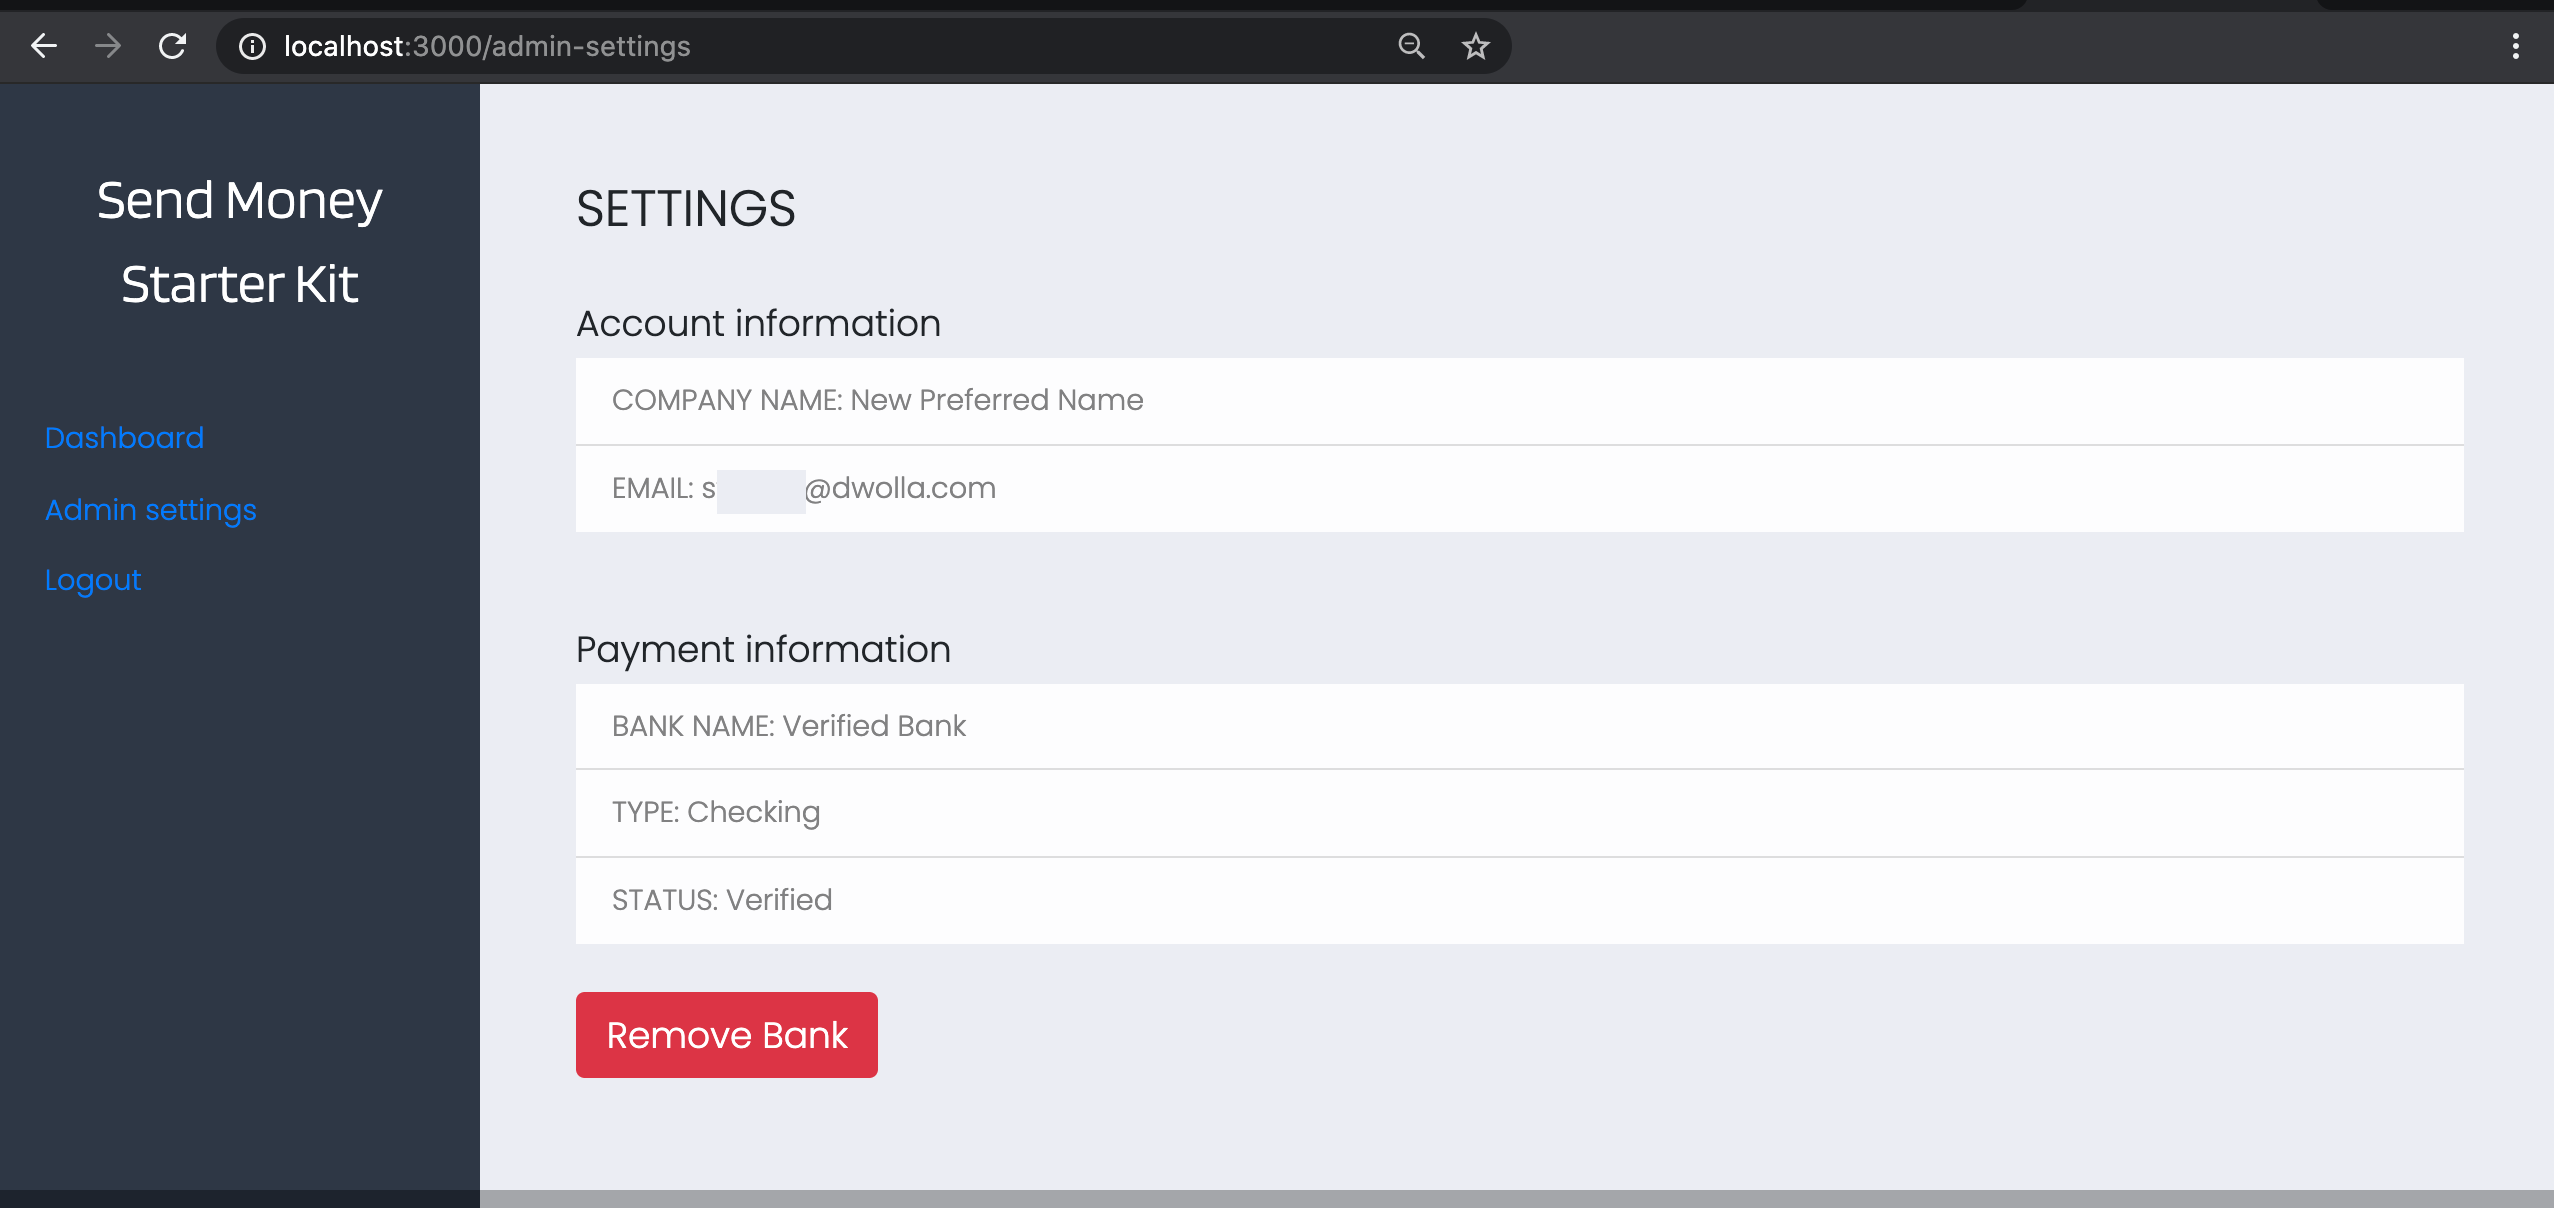 localhost:3000/admin-settings
Send Money
Starter Kit
Dashboard
Admin settings
Logout
SETTINGS
Account information
COMPANY NAME: New Preferred Name
EMAIL: s @dwolla.com
Payment information
BANK NAME: Verified Bank
TYPE: Checking
STATUS: Verified
Remove Bank